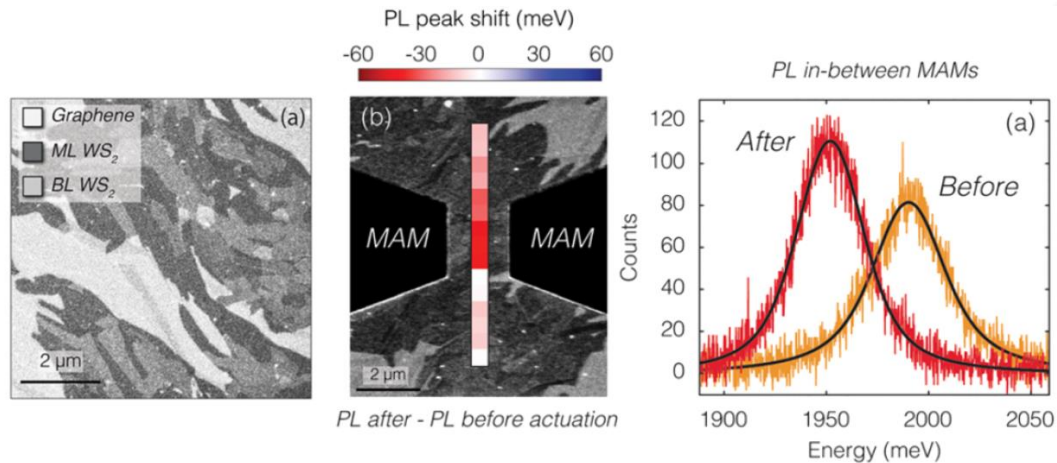 PL peak shift (meV)
-60 -30 0 30 60
(a)
Graphene
ML WS₂
BL WS₂
2 µm
(b)
MAM MAM
2 µm
PL after - PL before actuation
PL in-between MAMs
(a)
After
Before
Counts
120
100
80
60
40
20
0
1900 1950 2000 2050
Energy (meV)